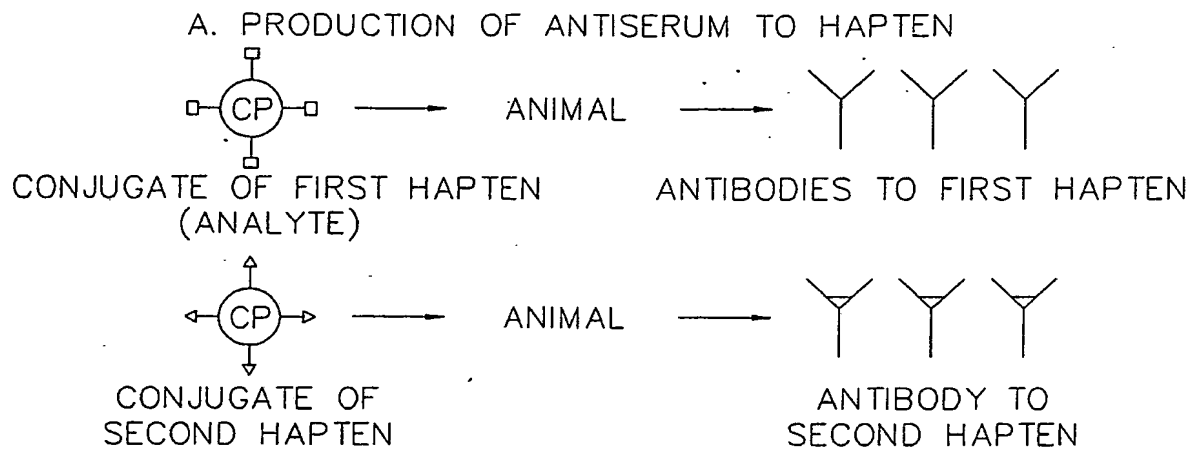 A. PRODUCTION OF ANTISERUM TO HAPTEN
CP
ANIMAL
CONJUGATE OF FIRST HAPTEN
(ANALYTE)
ANTIBODIES TO FIRST HAPTEN
CP
ANIMAL
CONJUGATE OF
SECOND HAPTEN
ANTIBODY TO
SECOND HAPTEN